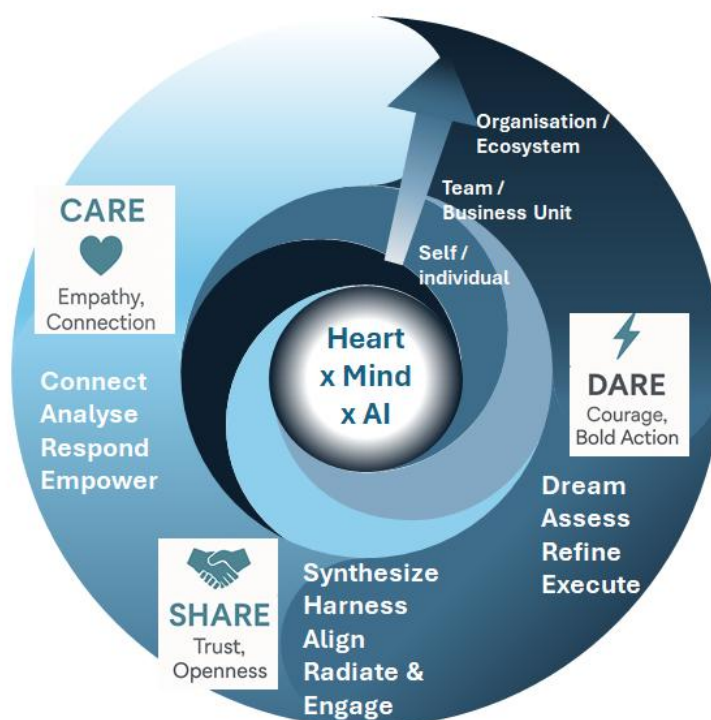 Organisation /
Ecosystem
Team /
Business Unit
Self /
individual
CARE
Empathy,
Connection
Connect
Analyse
Respond
Empower
Heart
x Mind
x AI
DARE
Courage,
Bold Action
Dream
Assess
Refine
Execute
SHARE
Trust,
Openness
Synthesize
Harness
Align
Radiate &
Engage